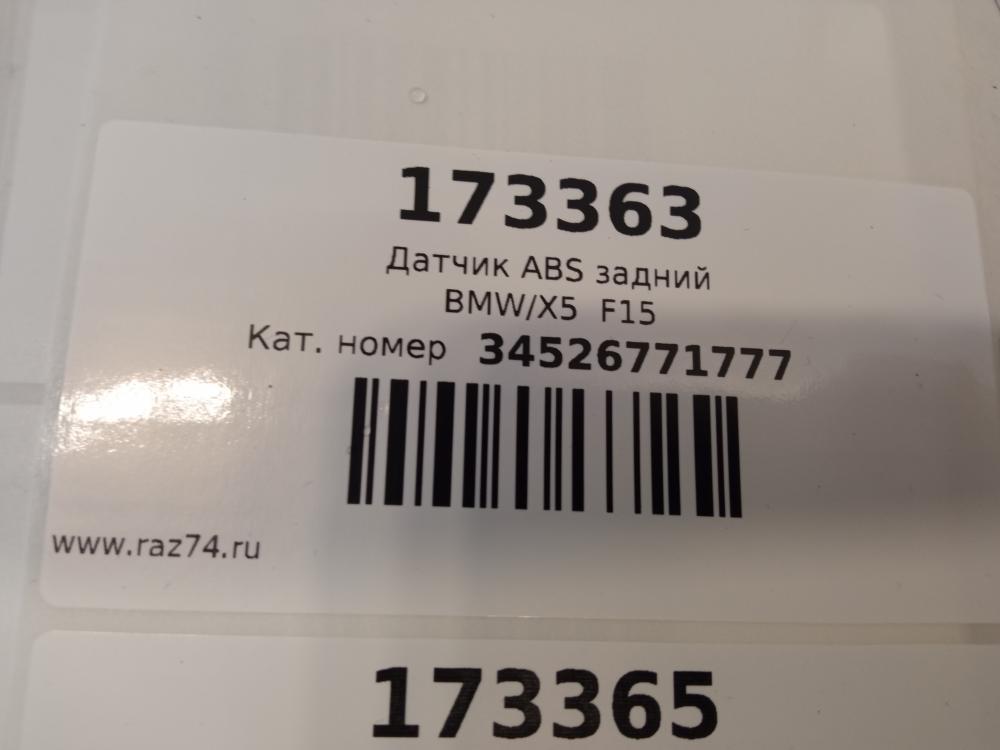 173363
Датчик ABS задний
BMW/X5 F15
Кат. номер 34526771777
www.raz74.ru
173365